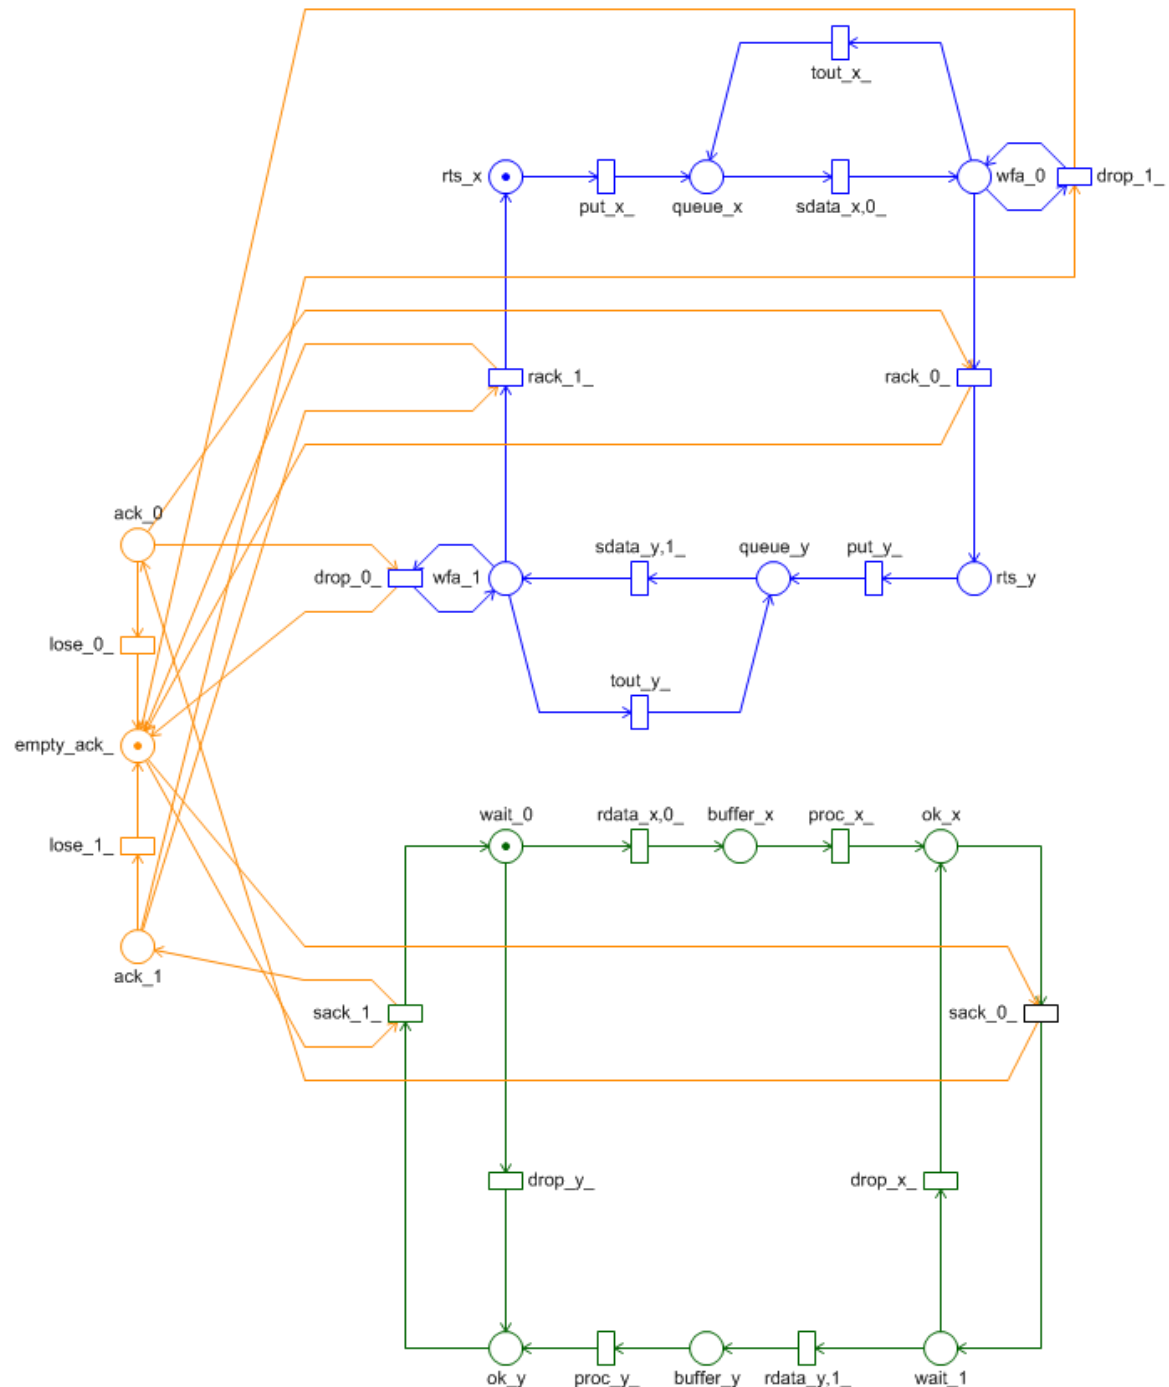 tout_x_
rts_x
wfa_0
drop_1_
put_x_
queue_x
sdata_x,0_
rack_1_
rack_0_
ack_0
sdata_y,1_
queue_y
put_y_
drop_0_
wfa_1
rts_y
lose_0_
tout_y_
empty_ack_
wait_0
rdata_x,0_
buffer_x
proc_x_
ok_x
lose_1_
ack_1
sack_1_
sack_0_
drop_y_
drop_x_
ok_y
proc_y_
buffer_y
rdata_y,1_
wait_1